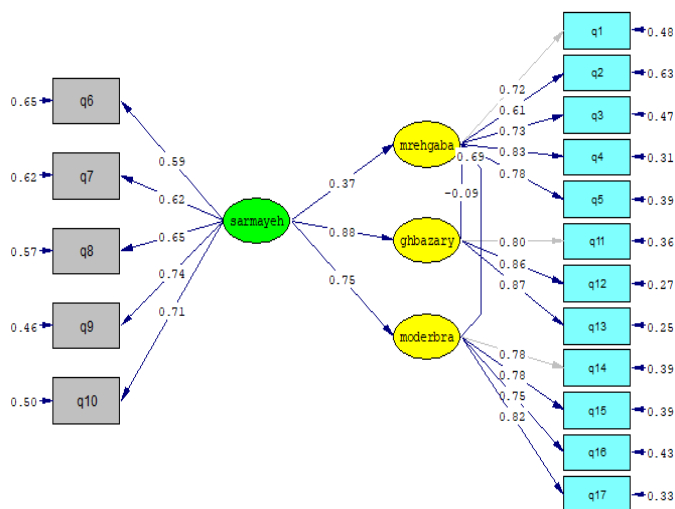 0.65
q6
0.62
q7
0.57
q8
0.46
q9
0.50
q10
0.59
0.62
0.65
0.74
0.71
sarmayeh
0.37
0.88
0.75
mrehgaba
0.69
-0.09
ghbazary
moderbra
0.72
0.61
0.73
0.83
0.78
0.80
0.86
0.87
0.78
0.78
0.75
0.82
q1
0.48
q2
0.63
q3
0.47
q4
0.31
q5
0.39
q11
0.36
q12
0.27
q13
0.25
q14
0.39
q15
0.39
q16
0.43
q17
0.33